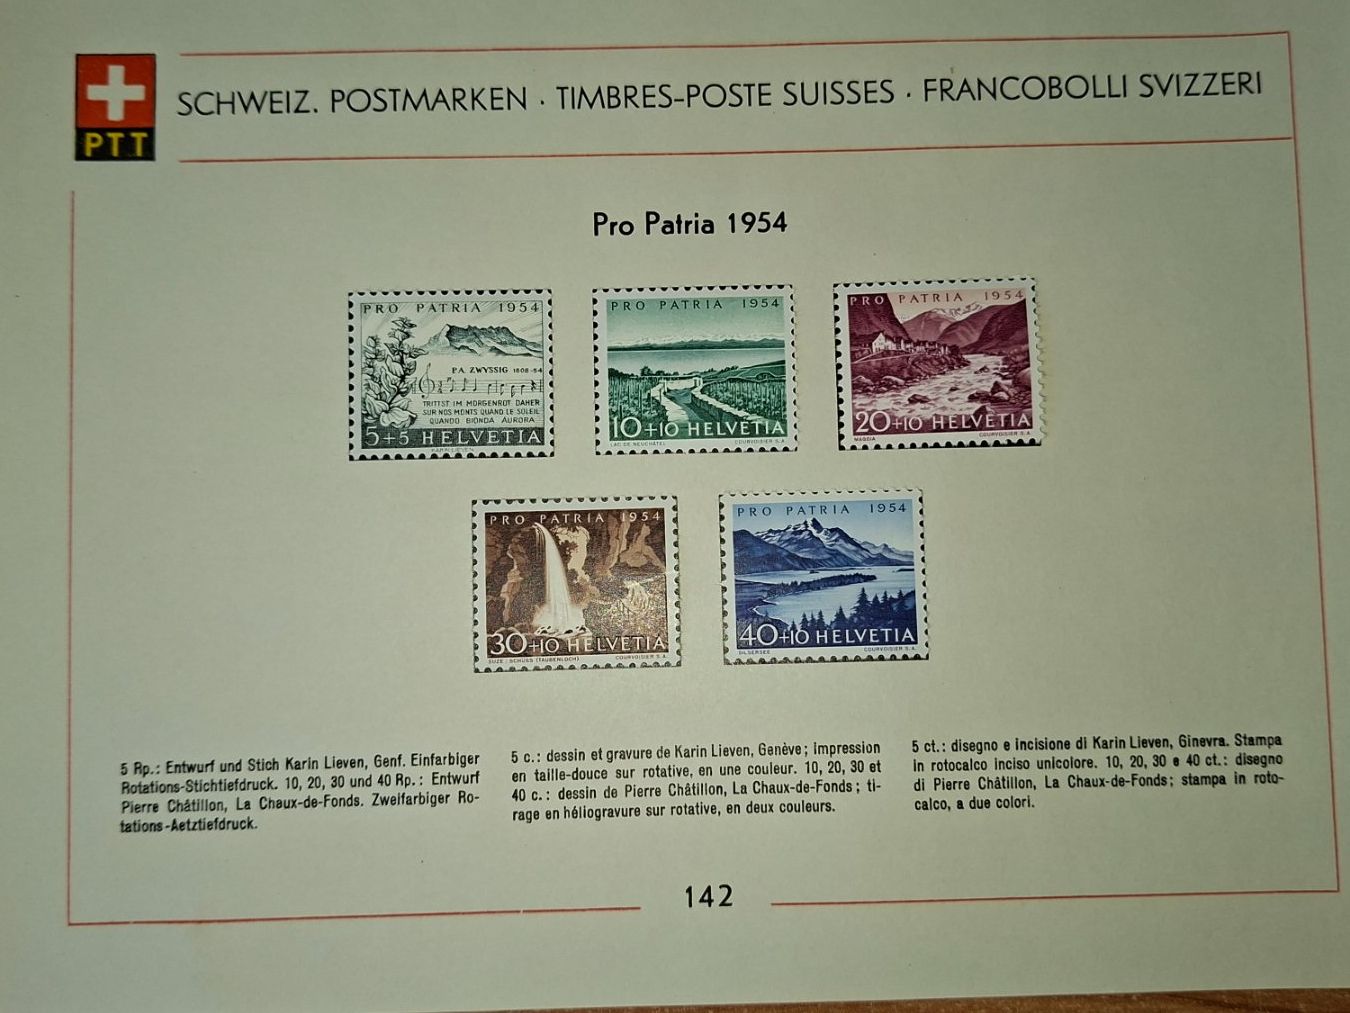 PTT
SCHWEIZ. POSTMARKEN · TIMBRES-POSTE SUISSES · FRANCOBOLLI SVIZZERI
Pro Patria 1954
PRO PATRIA 1954
P.A. ZWYSSIG 1808-54
TRITTST IM MORGENROT DAHER
SUR NOS MONTS QUAND LE SOLEIL
QUANDO BIONDA AURORA
5+5 HELVETIA
KARIN LIEVEN
PRO PATRIA 1954
10+10 HELVETIA
LAC DE NEUCHÂTEL COURVOISIER S.A.
PRO PATRIA 1954
20+10 HELVETIA
MAGGIA COURVOISIER S.A.
PRO PATRIA 1954
30+10 HELVETIA
SUZE : SCHÜSS (TAUBENLOCH) COURVOISIER S.A.
PRO PATRIA 1954
40+10 HELVETIA
SILSERSEE COURVOISIER S.A.
5 Rp.: Entwurf und Stich Karin Lieven, Genf. Einfarbiger
Rotations-Stichtiefdruck. 10, 20, 30 und 40 Rp.: Entwurf
Pierre Châtillon, La Chaux-de-Fonds. Zweifarbiger Ro-
tations-Aetztiefdruck.
5 c.: dessin et gravure de Karin Lieven, Genève; impression
en taille-douce sur rotative, en une couleur. 10, 20, 30 et
40 c.: dessin de Pierre Châtillon, La Chaux-de-Fonds; ti-
rage en héliogravure sur rotative, en deux couleurs.
5 ct.: disegno e incisione di Karin Lieven, Ginevra. Stampa
in rotocalco inciso unicolore. 10, 20, 30 e 40 ct.: disegno
di Pierre Châtillon, La Chaux-de-Fonds; stampa in roto-
calco, a due colori.
142